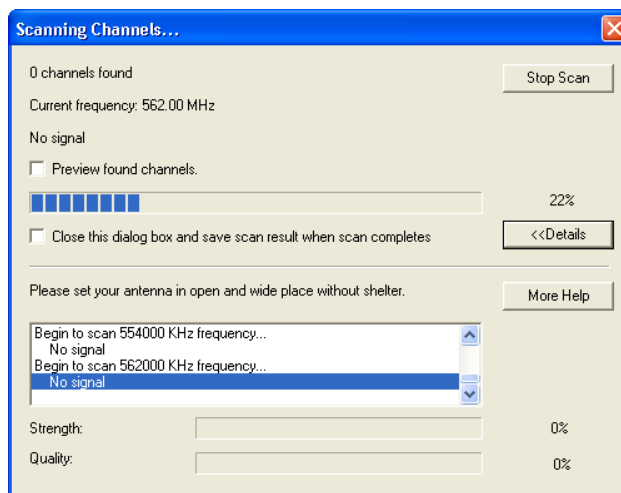 Scanning Channels...
0 channels found
Stop Scan
Current frequency: 562.00 MHz
No signal
Preview found channels.
22%
Close this dialog box and save scan result when scan completes
<<Details
Please set your antenna in open and wide place without shelter.
More Help
Begin to scan 554000 KHz frequency...
No signal
Begin to scan 562000 KHz frequency...
No signal
Strength:
0%
Quality:
0%